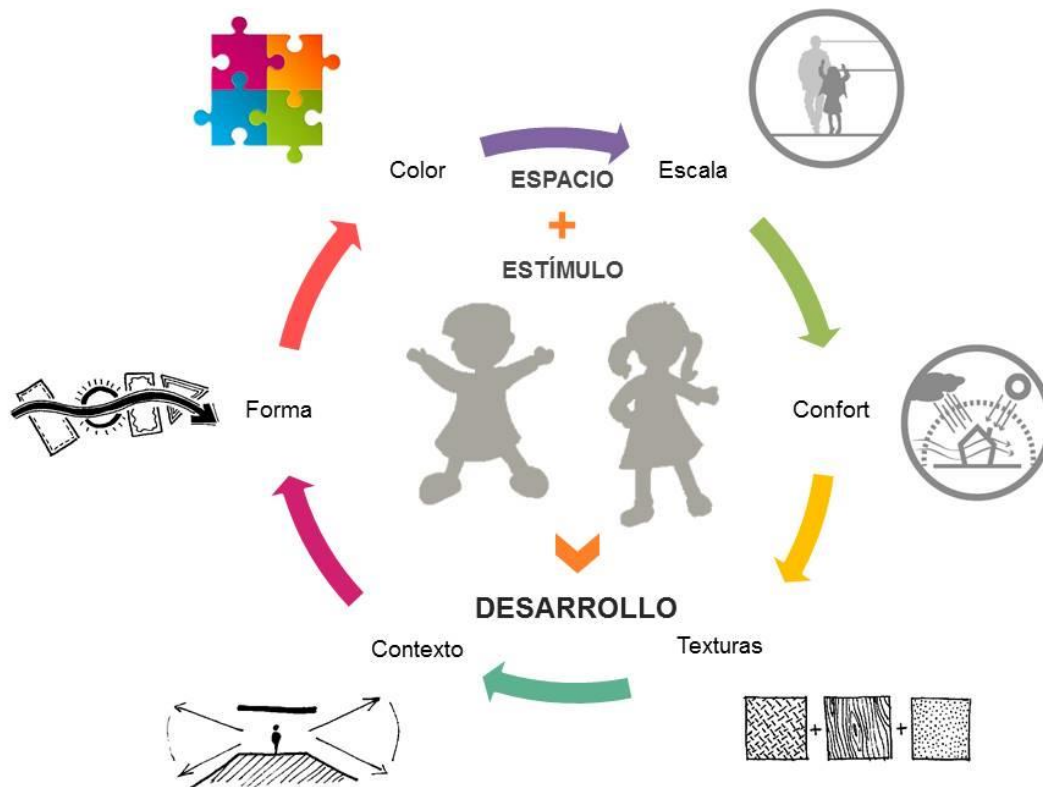 Color
ESPACIO
Escala
+
ESTÍMULO
Forma
Confort
DESARROLLO
Contexto
Texturas
+
+